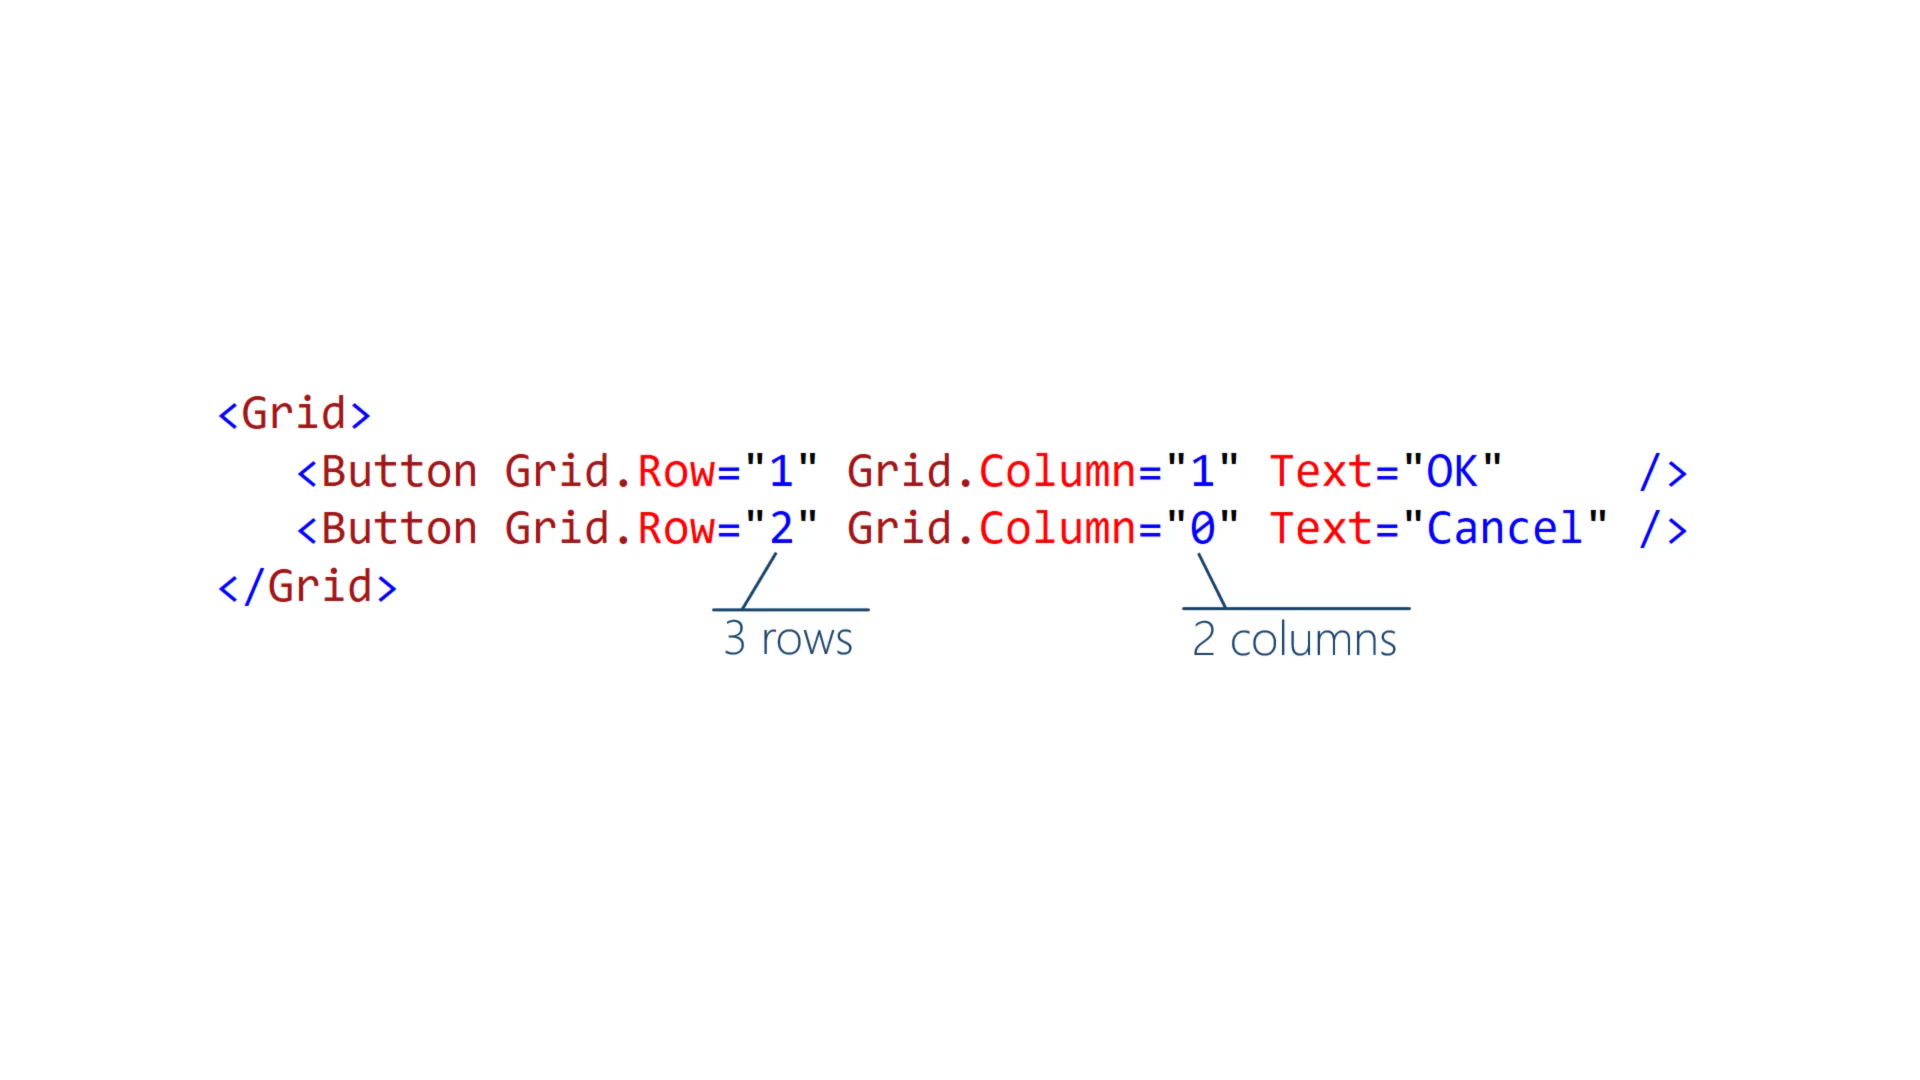 <Grid>
<Button Grid.Row="1" Grid.Column="1" Text="OK" />
<Button Grid.Row="2" Grid.Column="0" Text="Cancel" />
</Grid>
3 rows
2 columns